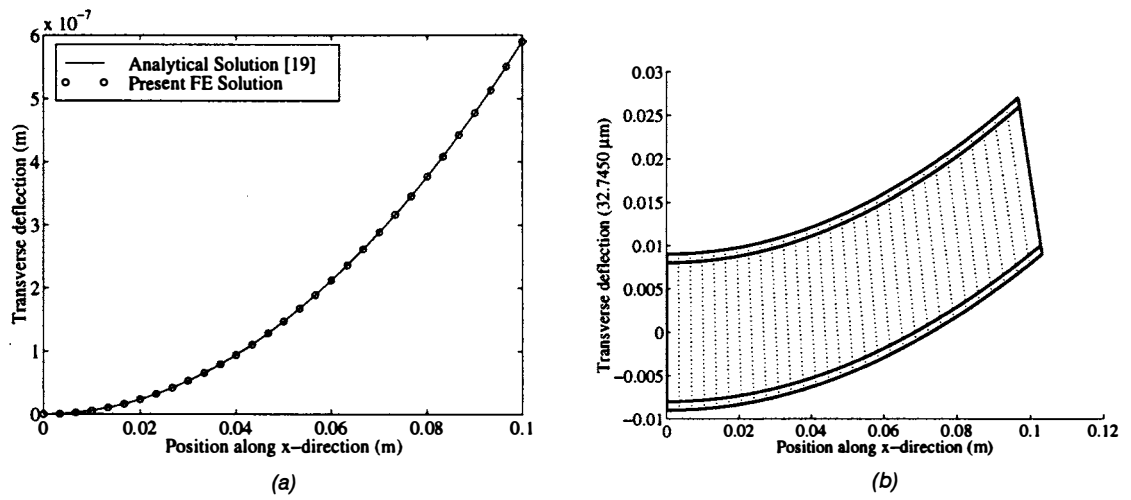 × 10⁻⁷
6
5
4
3
2
1
0
Transverse deflection (m)
Analytical Solution [19]
Present FE Solution
0 0.02 0.04 0.06 0.08 0.1
Position along x−direction (m)
(a)
0.03
0.025
0.02
0.015
0.01
0.005
0
−0.005
−0.01
Transverse deflection (32.7450 μm)
0 0.02 0.04 0.06 0.08 0.1 0.12
Position along x−direction (m)
(b)